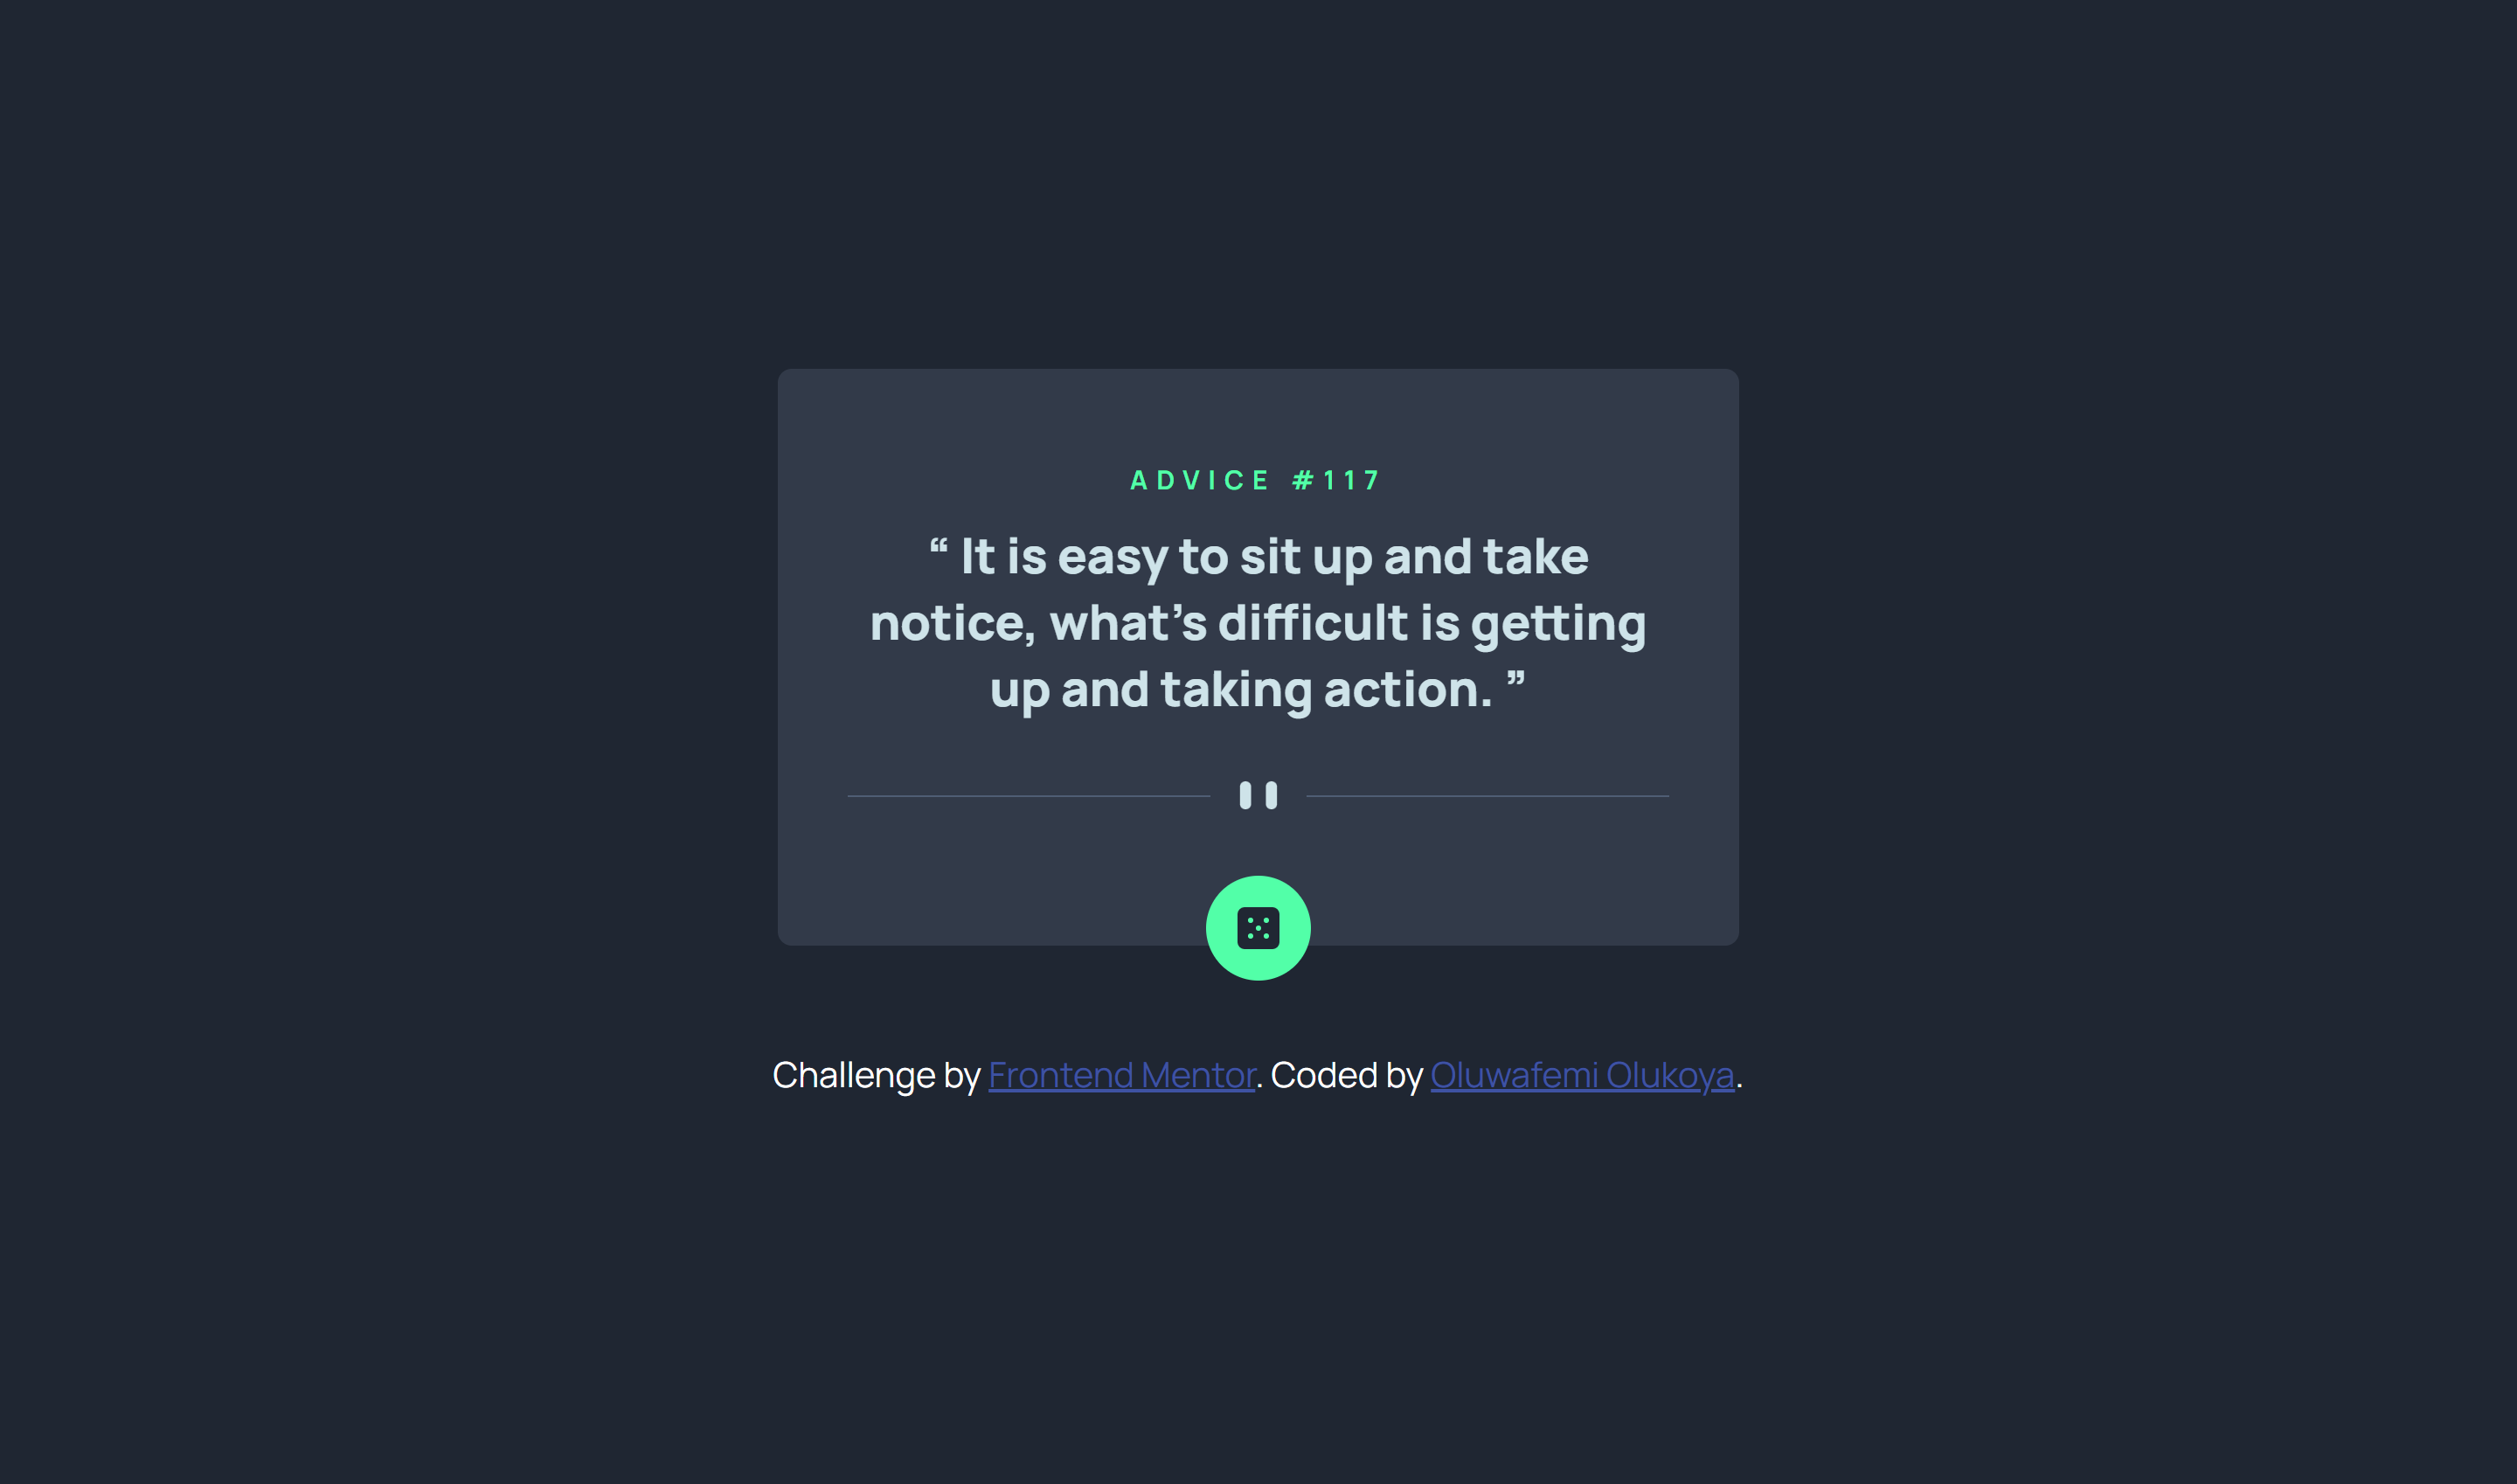 ADVICE #117
“ It is easy to sit up and take
notice, what’s difficult is getting
up and taking action. ”
Challenge by Frontend Mentor. Coded by Oluwafemi Olukoya.